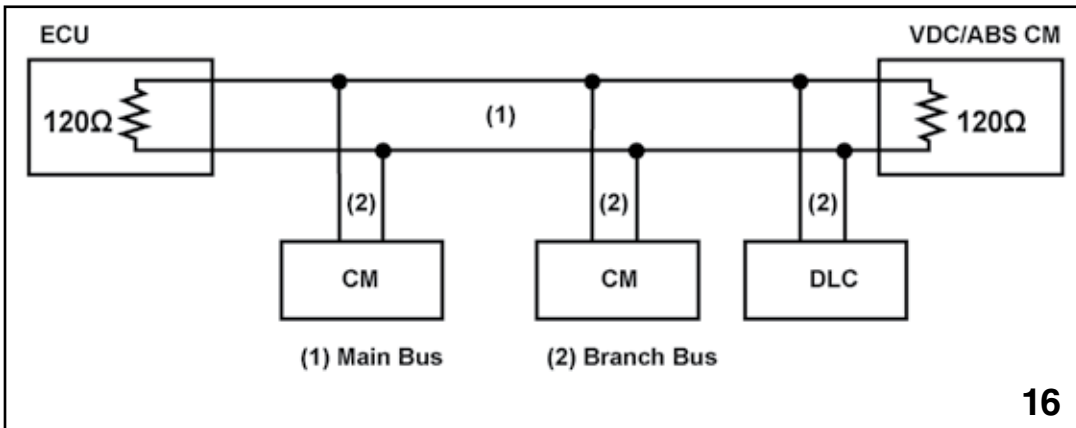 ECU
VDC/ABS CM
120Ω
(1)
120Ω
(2)
(2)
(2)
CM
CM
DLC
(1) Main Bus
(2) Branch Bus
16